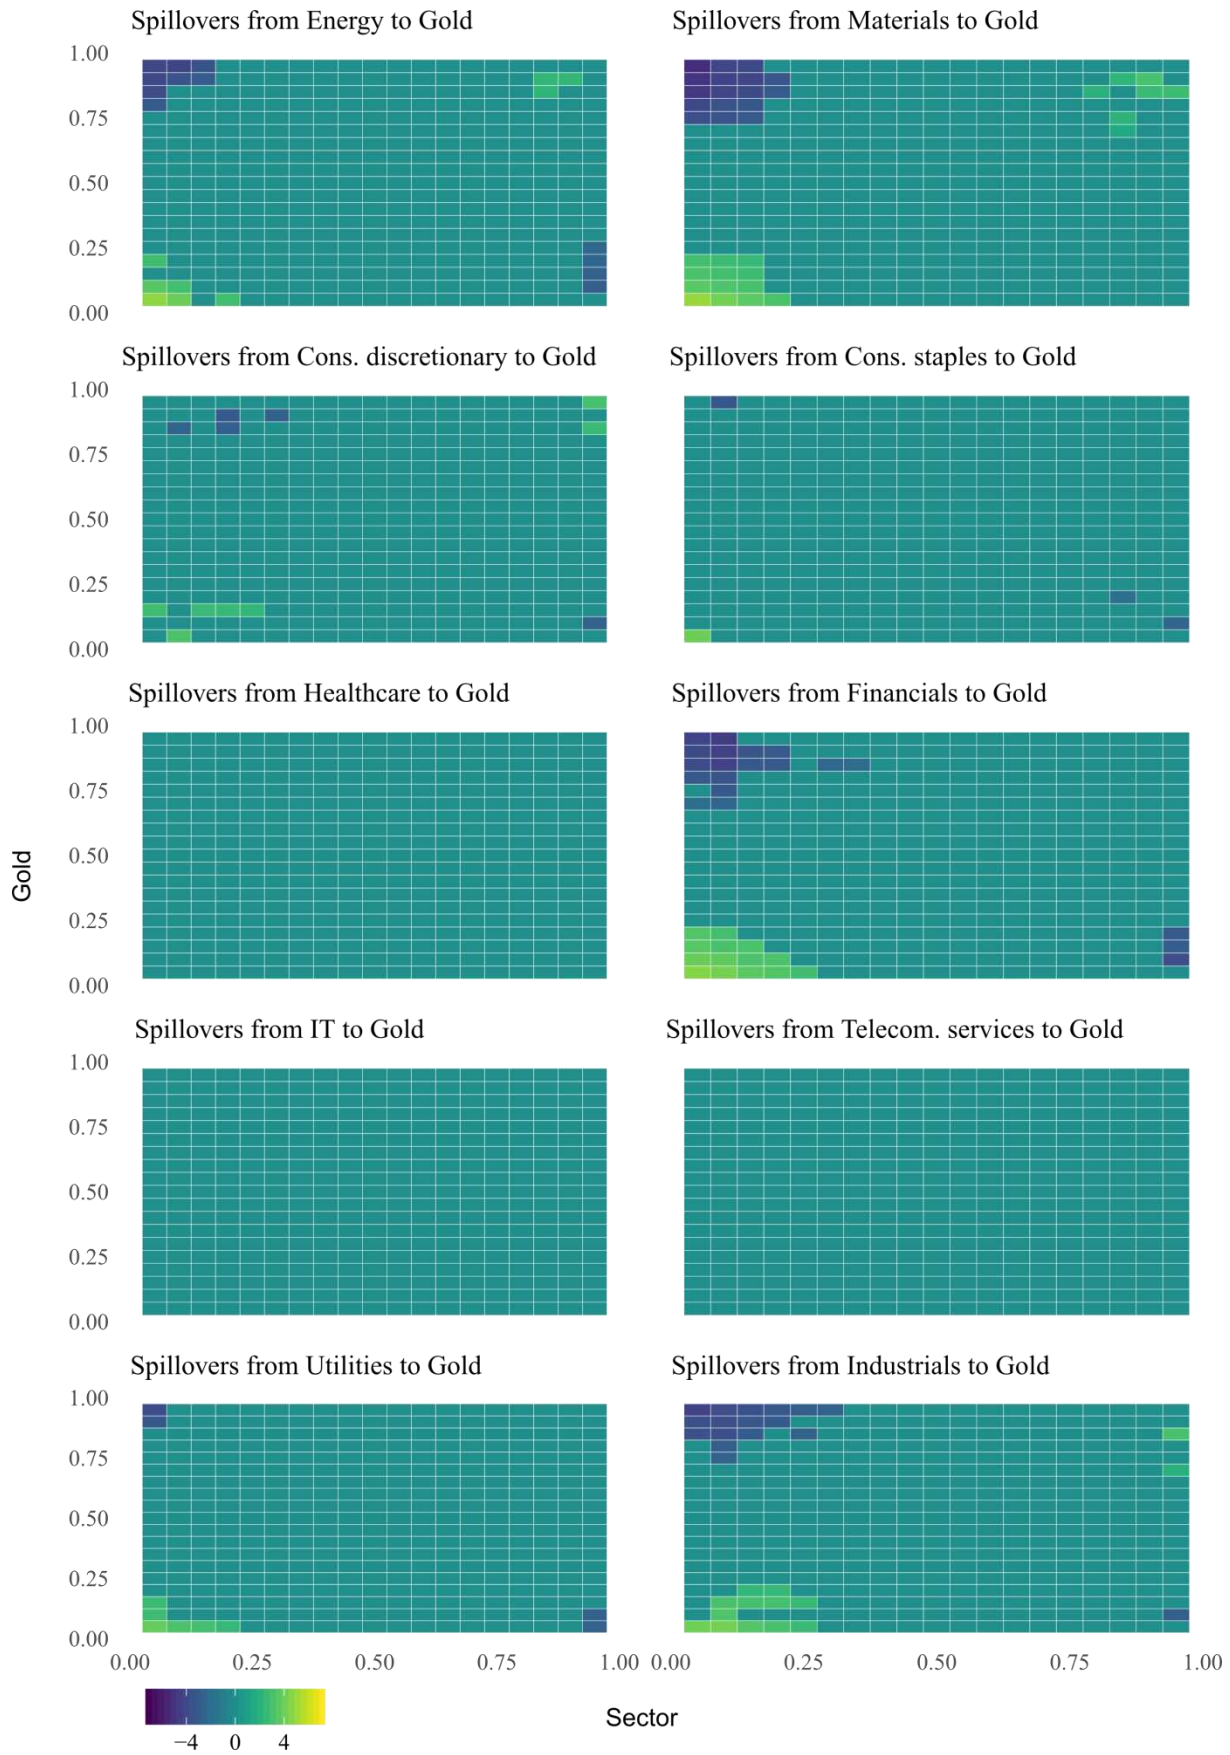 Spillovers from Energy to Gold
Spillovers from Materials to Gold
1.00
0.75
0.50
0.25
0.00
Spillovers from Cons. discretionary to Gold
Spillovers from Cons. staples to Gold
1.00
0.75
0.50
0.25
0.00
Spillovers from Healthcare to Gold
Spillovers from Financials to Gold
1.00
0.75
0.50
0.25
0.00
Gold
Spillovers from IT to Gold
Spillovers from Telecom. services to Gold
1.00
0.75
0.50
0.25
0.00
Spillovers from Utilities to Gold
Spillovers from Industrials to Gold
1.00
0.75
0.50
0.25
0.00
0.00 0.25 0.50 0.75 1.00
0.00 0.25 0.50 0.75 1.00
Sector
−4 0 4